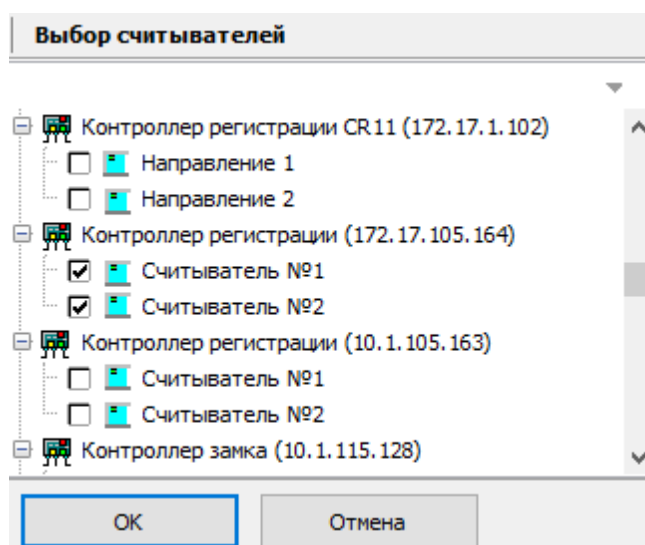 Выбор считывателей
Контроллер регистрации CR11 (172.17.1.102)
Направление 1
Направление 2
Контроллер регистрации (172.17.105.164)
Считыватель №1
Считыватель №2
Контроллер регистрации (10.1.105.163)
Считыватель №1
Считыватель №2
Контроллер замка (10.1.115.128)
OK Отмена